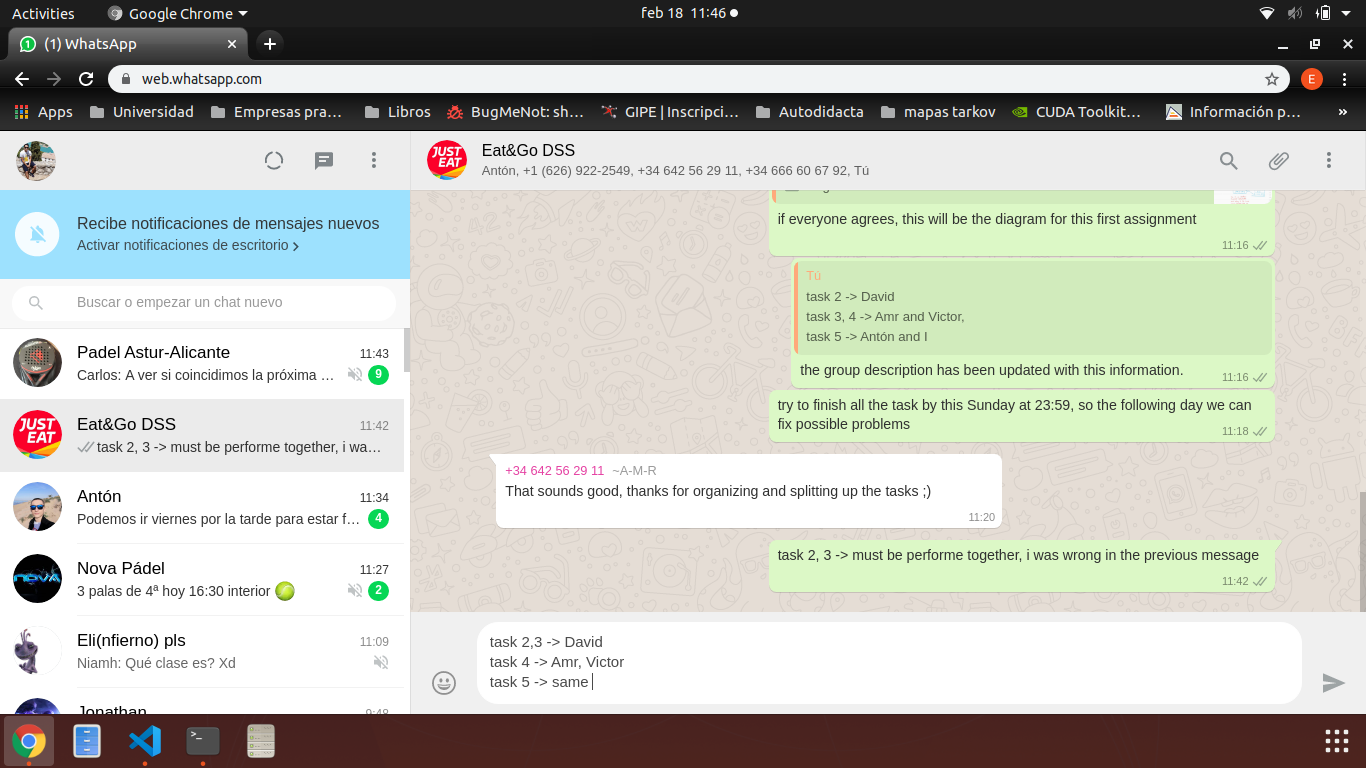 Activities
Google Chrome
feb 18 11:46
(1) WhatsApp
web.whatsapp.com
E
Apps
Universidad
Empresas pra…
Libros
BugMeNot: sh…
GIPE | Inscripci…
Autodidacta
mapas tarkov
CUDA Toolkit…
Información p…
»
Recibe notificaciones de mensajes nuevos
Activar notificaciones de escritorio
Buscar o empezar un chat nuevo
Padel Astur-Alicante 11:43
Carlos: A ver si coincidimos la próxima … 9
JUST EAT
Eat&Go DSS 11:42
task 2, 3 -> must be performe together, i wa…
Antón 11:34
Podemos ir viernes por la tarde para estar f… 4
NOVA
Nova Pádel 11:27
3 palas de 4ª hoy 16:30 interior 2
Eli(nfierno) pls 11:09
Niamh: Qué clase es? Xd
Jonathan 9:48
JUST EAT
Eat&Go DSS
Antón, +1 (626) 922-2549, +34 642 56 29 11, +34 666 60 67 92, Tú
if everyone agrees, this will be the diagram for this first assignment
11:16
Tú
task 2 -> David
task 3, 4 -> Amr and Victor,
task 5 -> Antón and I
the group description has been updated with this information.
11:16
try to finish all the task by this Sunday at 23:59, so the following day we can
fix possible problems
11:18
+34 642 56 29 11 ~A-M-R
That sounds good, thanks for organizing and splitting up the tasks ;)
11:20
task 2, 3 -> must be performe together, i was wrong in the previous message
11:42
task 2,3 -> David
task 4 -> Amr, Victor
task 5 -> same